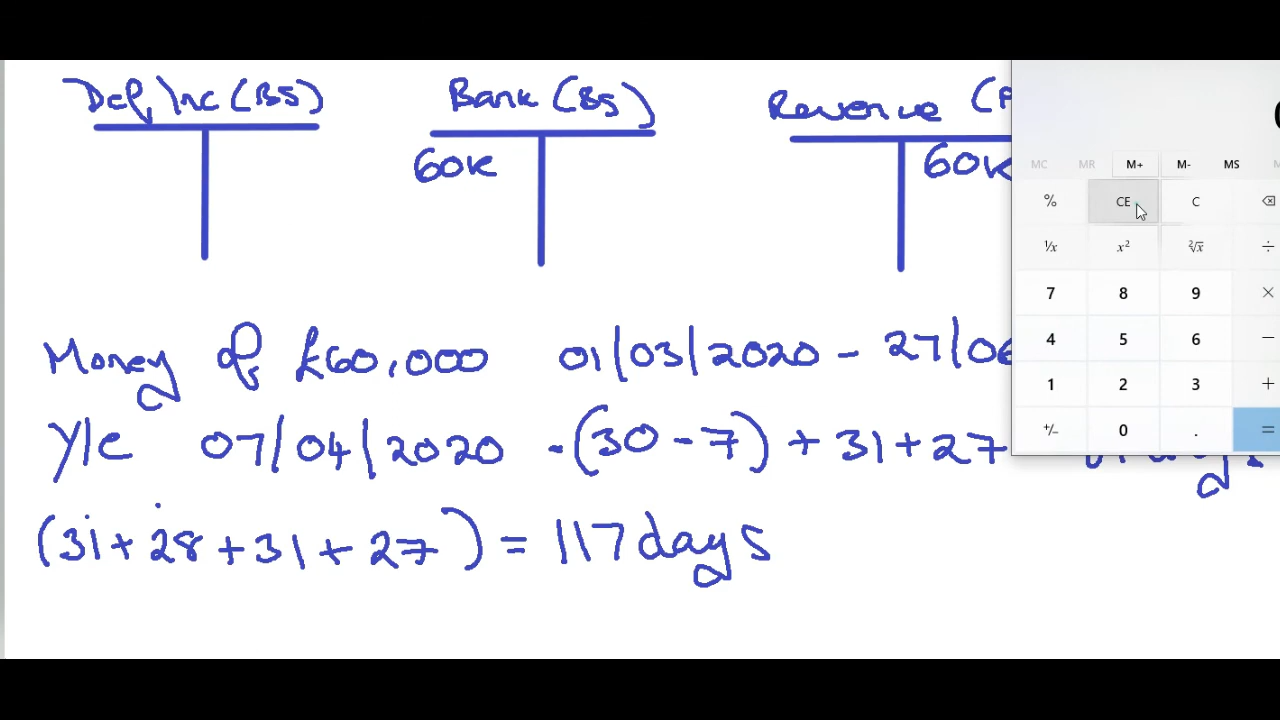 Def Inc (BS) Bank (BS) Revenue (P
60K 60K
MC MR M+ M- MS M
% CE C
⅟x x² ²√x ÷
7 8 9 ×
4 5 6 −
1 2 3 +
+/− 0 . =
Money of £60,000 01/03/2020 - 27/06
Y/E 07/04/2020 - (30 - 7) + 31 + 27
(31 + 28 + 31 + 27) = 117 days